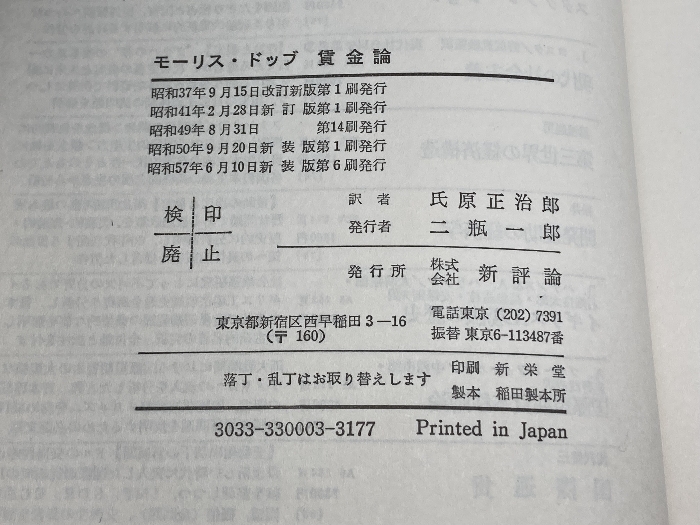 モーリス・ドッブ 賃金論
昭和37年9月15日改訂新版第1刷発行
昭和41年2月28日新訂版第1刷発行
昭和49年8月31日 第14刷発行
昭和50年9月20日新装版第1刷発行
昭和57年6月10日新装版第6刷発行
検印
廃止
訳者 氏原正治郎
発行者 二瓶一郎
発行所 株式会社 新評論
東京都新宿区西早稲田3-16
(〒160)
電話東京 (202) 7391
振替 東京6-113487番
落丁・乱丁はお取り替えします
印刷 新栄堂
製本 稲田製本所
3033-330003-3177 Printed in Japan